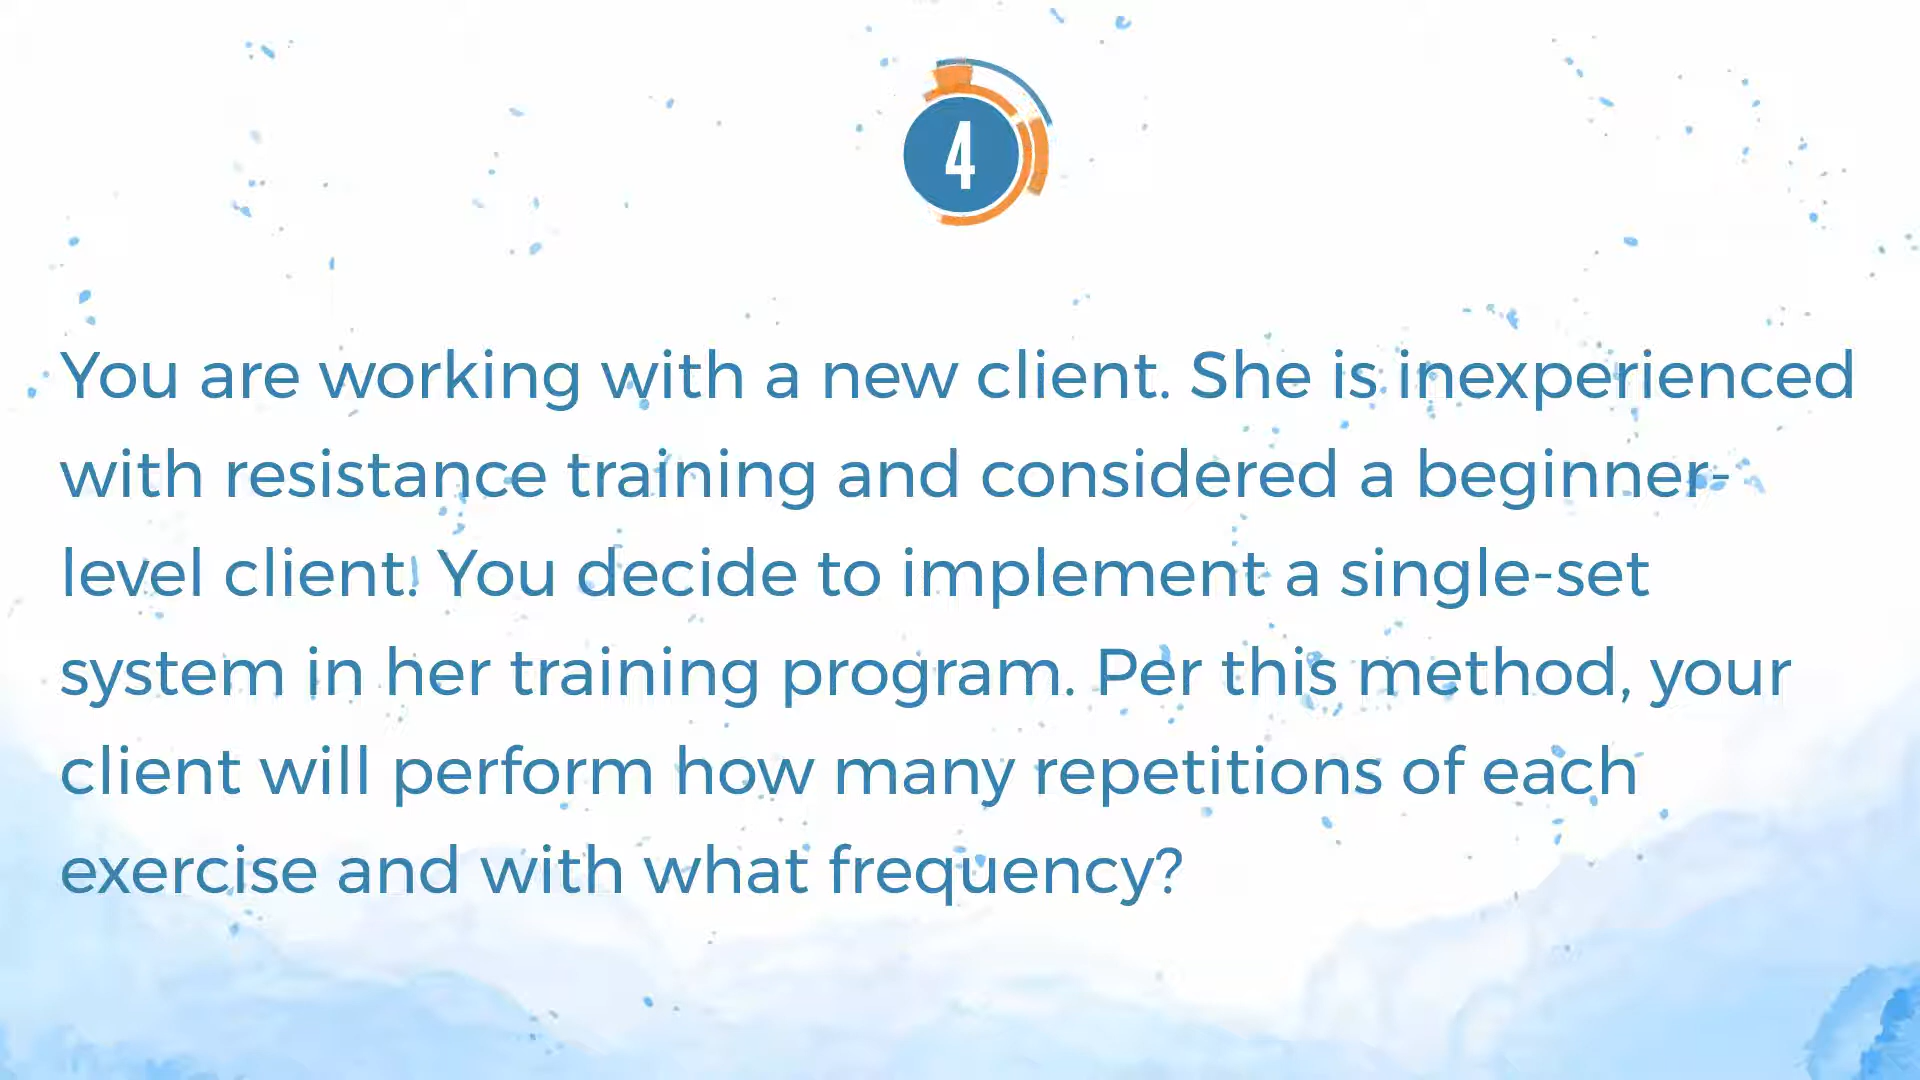 4
You are working with a new client. She is inexperienced
with resistance training and considered a beginner-
level client. You decide to implement a single-set
system in her training program. Per this method, your
client will perform how many repetitions of each
exercise and with what frequency?